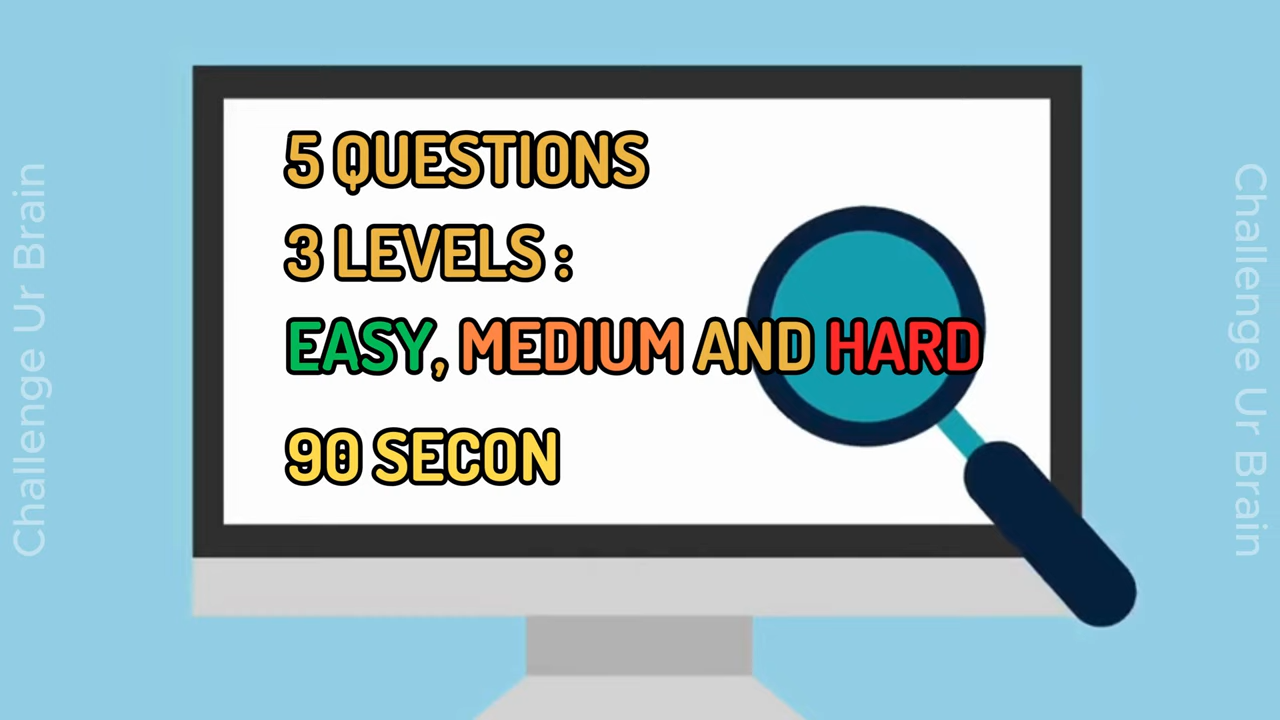 5 QUESTIONS
3 LEVELS :
EASY, MEDIUM AND HARD
90 SECON
Challenge Ur Brain
Challenge Ur Brain